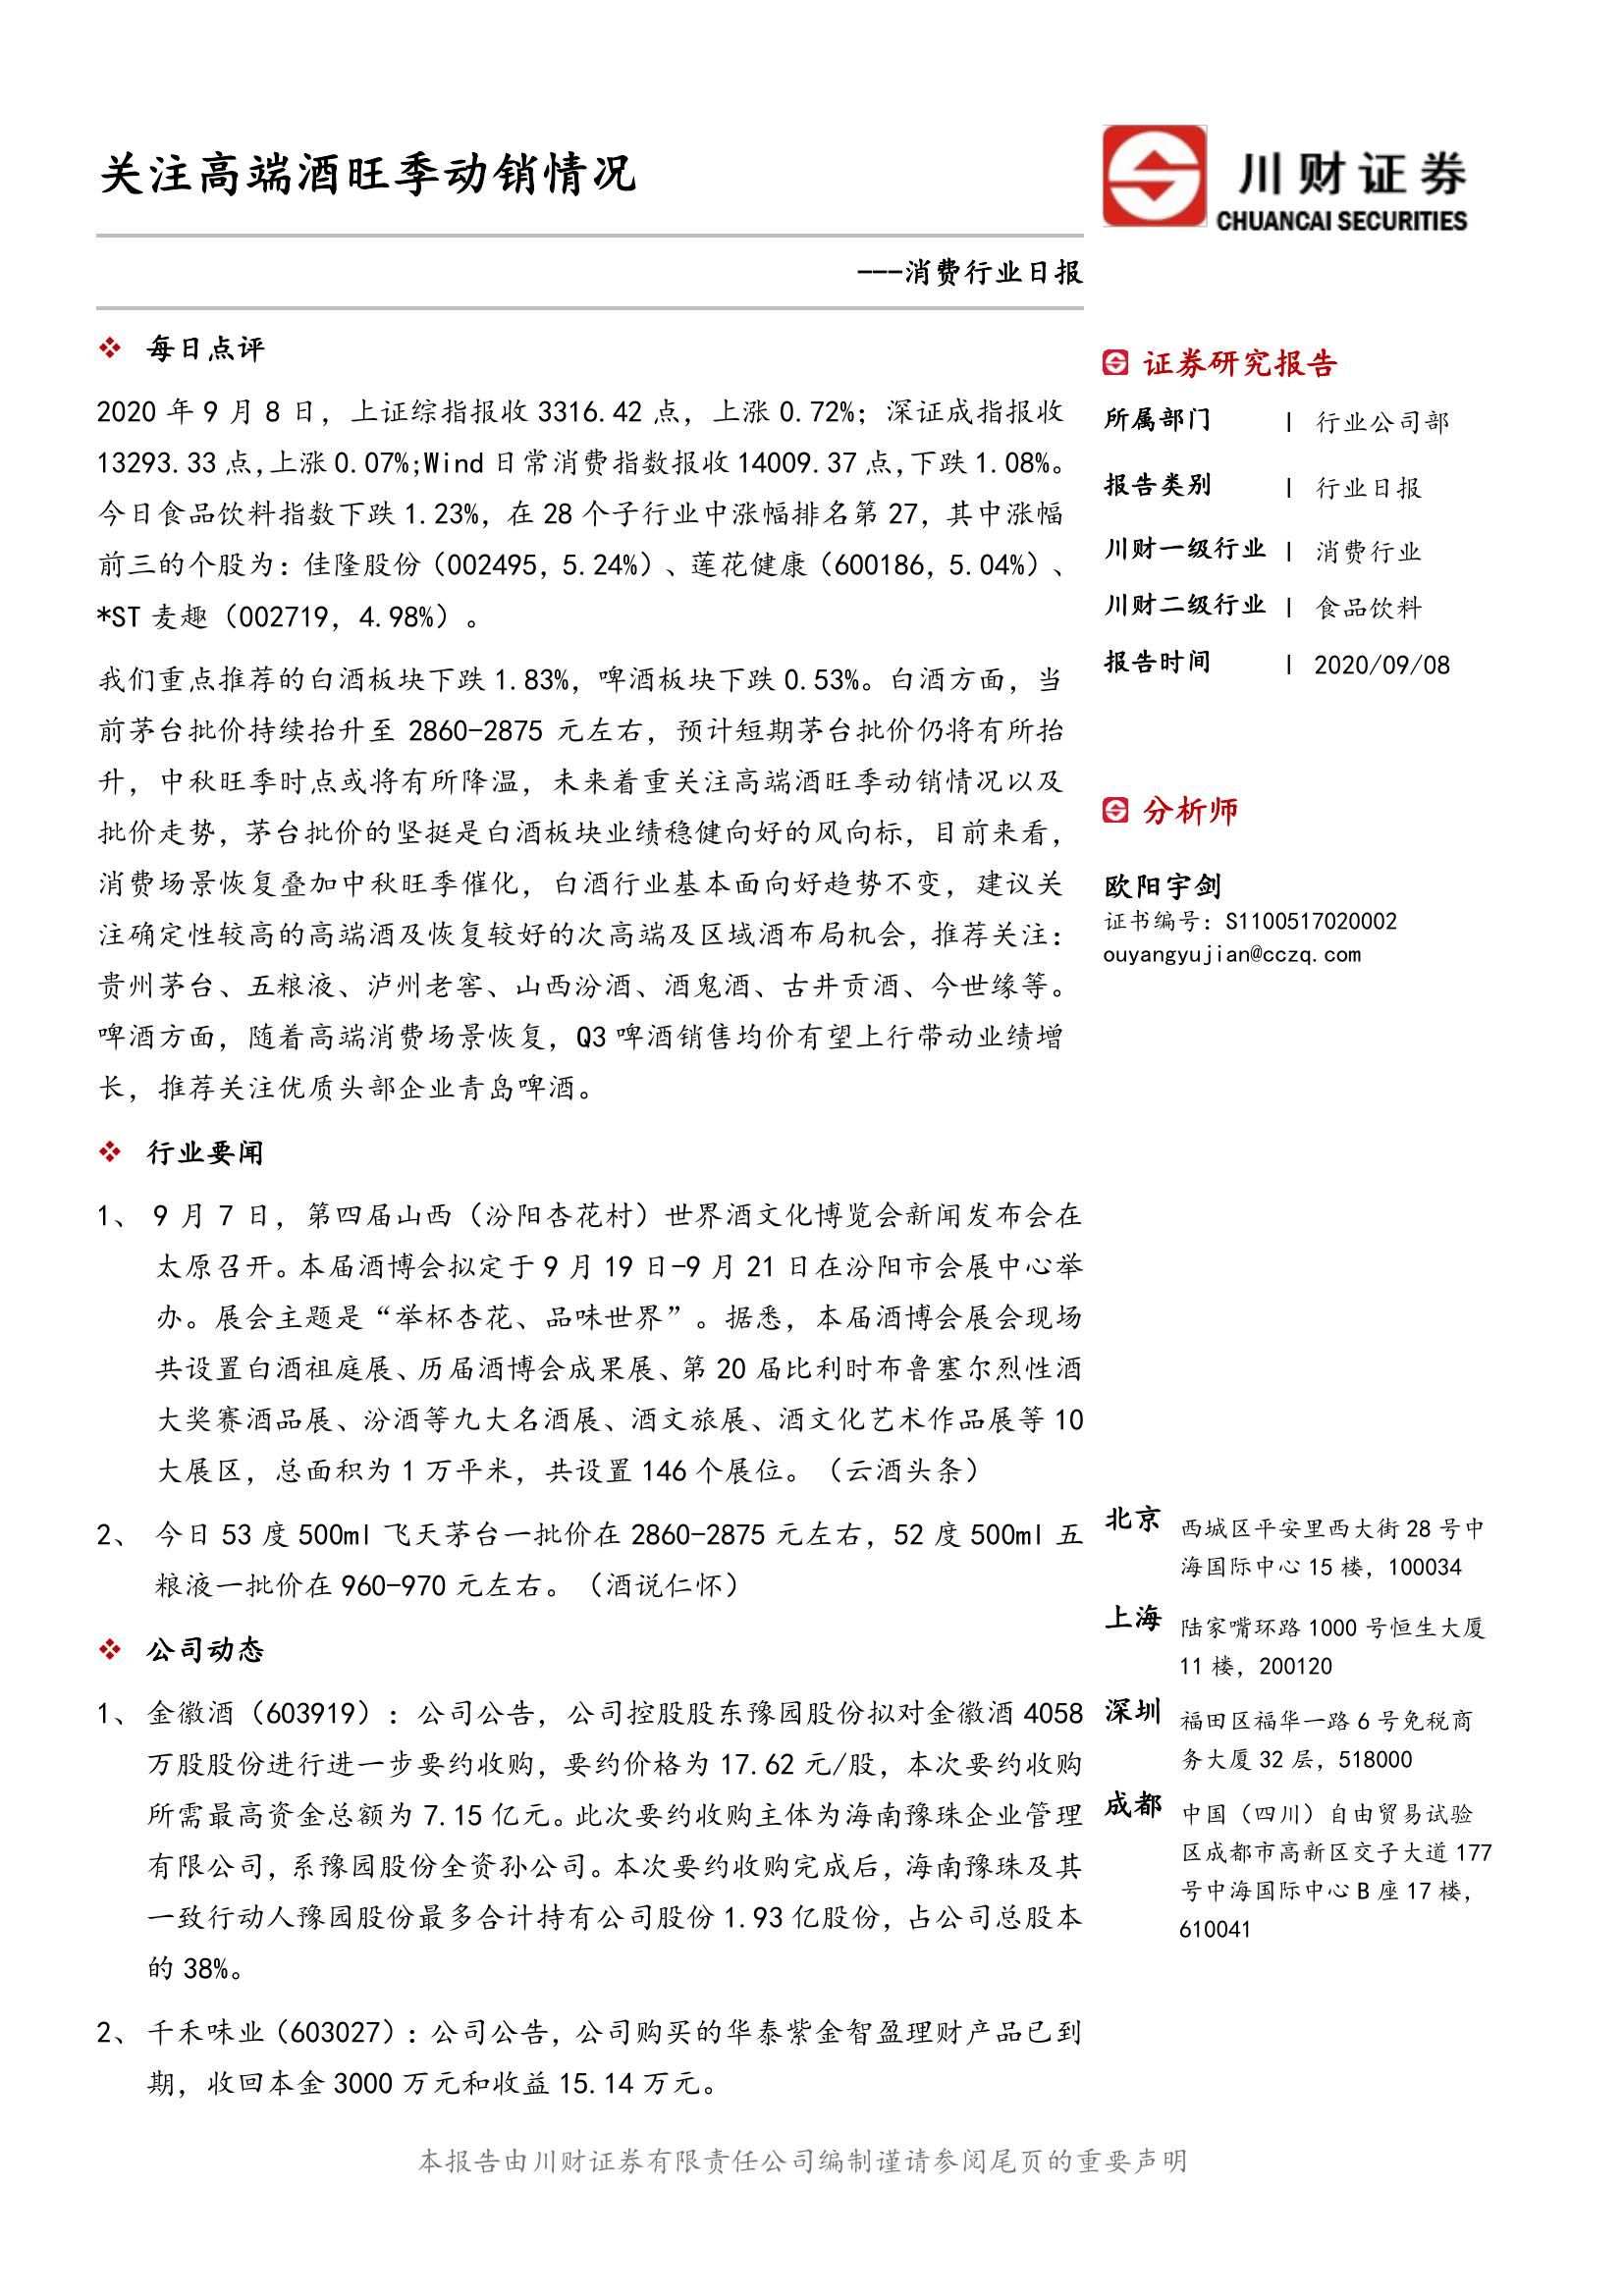 关注高端酒旺季动销情况
川财证券
CHUANCAI SECURITIES
---消费行业日报
每日点评
2020 年 9 月 8 日，上证综指报收 3316.42 点，上涨 0.72%；深证成指报收
13293.33 点，上涨 0.07%;Wind 日常消费指数报收 14009.37 点，下跌 1.08%。
今日食品饮料指数下跌 1.23%，在 28 个子行业中涨幅排名第 27，其中涨幅
前三的个股为：佳隆股份（002495，5.24%）、莲花健康（600186，5.04%）、
*ST 麦趣（002719，4.98%）。
我们重点推荐的白酒板块下跌 1.83%，啤酒板块下跌 0.53%。白酒方面，当
前茅台批价持续抬升至 2860-2875 元左右，预计短期茅台批价仍将有所抬
升，中秋旺季时点或将有所降温，未来着重关注高端酒旺季动销情况以及
批价走势，茅台批价的坚挺是白酒板块业绩稳健向好的风向标，目前来看，
消费场景恢复叠加中秋旺季催化，白酒行业基本面向好趋势不变，建议关
注确定性较高的高端酒及恢复较好的次高端及区域酒布局机会，推荐关注：
贵州茅台、五粮液、泸州老窖、山西汾酒、酒鬼酒、古井贡酒、今世缘等。
啤酒方面，随着高端消费场景恢复，Q3 啤酒销售均价有望上行带动业绩增
长，推荐关注优质头部企业青岛啤酒。
行业要闻
1、 9 月 7 日，第四届山西（汾阳杏花村）世界酒文化博览会新闻发布会在
太原召开。本届酒博会拟定于 9 月 19 日-9 月 21 日在汾阳市会展中心举
办。展会主题是“举杯杏花、品味世界”。据悉，本届酒博会展会现场
共设置白酒祖庭展、历届酒博会成果展、第 20 届比利时布鲁塞尔烈性酒
大奖赛酒品展、汾酒等九大名酒展、酒文旅展、酒文化艺术作品展等 10
大展区，总面积为 1 万平米，共设置 146 个展位。（云酒头条）
2、 今日 53 度 500ml 飞天茅台一批价在 2860-2875 元左右，52 度 500ml 五
粮液一批价在 960-970 元左右。（酒说仁怀）
公司动态
1、 金徽酒（603919）：公司公告，公司控股股东豫园股份拟对金徽酒 4058
万股股份进行进一步要约收购，要约价格为 17.62 元/股，本次要约收购
所需最高资金总额为 7.15 亿元。此次要约收购主体为海南豫珠企业管理
有限公司，系豫园股份全资孙公司。本次要约收购完成后，海南豫珠及其
一致行动人豫园股份最多合计持有公司股份 1.93 亿股份，占公司总股本
的 38%。
2、 千禾味业（603027）：公司公告，公司购买的华泰紫金智盈理财产品已到
期，收回本金 3000 万元和收益 15.14 万元。
证券研究报告
所属部门 | 行业公司部
报告类别 | 行业日报
川财一级行业 | 消费行业
川财二级行业 | 食品饮料
报告时间 | 2020/09/08
分析师
欧阳宇剑
证书编号：S1100517020002
ouyangyujian@cczq.com
北京 西城区平安里西大街 28 号中
海国际中心 15 楼，100034
上海 陆家嘴环路 1000 号恒生大厦
11 楼，200120
深圳 福田区福华一路 6 号免税商
务大厦 32 层，518000
成都 中国（四川）自由贸易试验
区成都市高新区交子大道 177
号中海国际中心 B 座 17 楼，
610041
本报告由川财证券有限责任公司编制谨请参阅尾页的重要声明